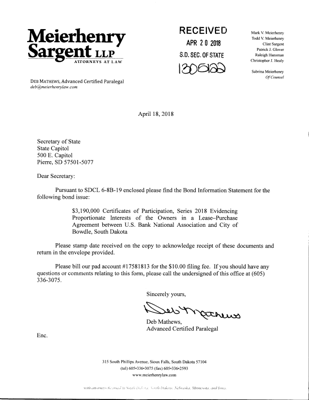 Meierhenry
Sargent LLP
ATTORNEYS AT LAW
DEB MATHEWS, Advanced Certified Paralegal
deb@meierhenrylaw.com
RECEIVED
APR 20 2018
S.D. SEC. OF STATE
Mark V. Meierhenry
Todd V. Meierhenry
Clint Sargent
Patrick J. Glover
Raleigh Hansman
Christopher J. Healy
Sabrina Meierhenry
Of Counsel
April 18, 2018
Secretary of State
State Capitol
500 E. Capitol
Pierre, SD 57501-5077
Dear Secretary:
Pursuant to SDCL 6-8B-19 enclosed please find the Bond Information Statement for the
following bond issue:
$3,190,000 Certificates of Participation, Series 2018 Evidencing
Proportionate Interests of the Owners in a Lease-Purchase
Agreement between U.S. Bank National Association and City of
Bowdle, South Dakota
Please stamp date received on the copy to acknowledge receipt of these documents and
return in the envelope provided.
Please bill our pad account #17581813 for the $10.00 filing fee. If you should have any
questions or comments relating to this form, please call the undersigned of this office at (605)
336-3075.
Sincerely yours,
Deb Mathews
Deb Mathews,
Advanced Certified Paralegal
Enc.
315 South Phillips Avenue, Sioux Falls, South Dakota 57104
(tel) 605-336-3075 (fax) 605-336-2593
www.meierhenrylaw.com